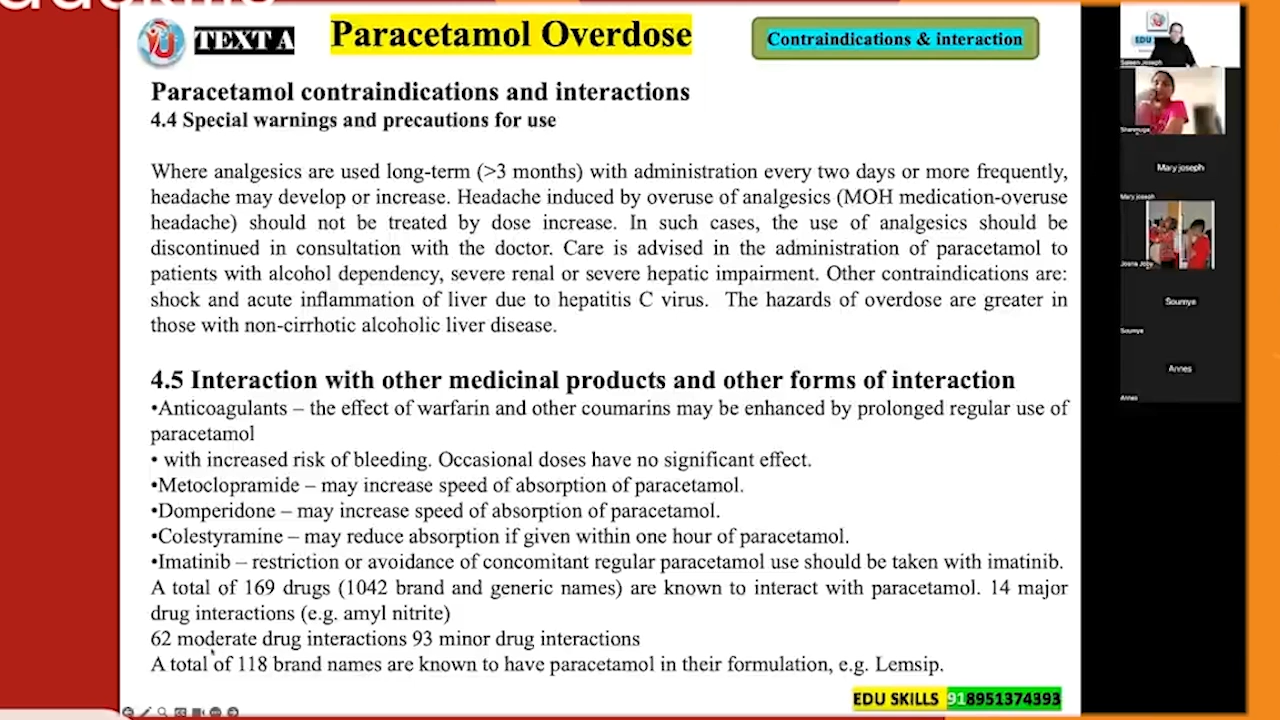 TEXT A
Paracetamol Overdose
Contraindications & interaction
Paracetamol contraindications and interactions
4.4 Special warnings and precautions for use
Where analgesics are used long-term (>3 months) with administration every two days or more frequently,
headache may develop or increase. Headache induced by overuse of analgesics (MOH medication-overuse
headache) should not be treated by dose increase. In such cases, the use of analgesics should be
discontinued in consultation with the doctor. Care is advised in the administration of paracetamol to
patients with alcohol dependency, severe renal or severe hepatic impairment. Other contraindications are:
shock and acute inflammation of liver due to hepatitis C virus. The hazards of overdose are greater in
those with non-cirrhotic alcoholic liver disease.
4.5 Interaction with other medicinal products and other forms of interaction
•Anticoagulants – the effect of warfarin and other coumarins may be enhanced by prolonged regular use of
paracetamol
• with increased risk of bleeding. Occasional doses have no significant effect.
•Metoclopramide – may increase speed of absorption of paracetamol.
•Domperidone – may increase speed of absorption of paracetamol.
•Colestyramine – may reduce absorption if given within one hour of paracetamol.
•Imatinib – restriction or avoidance of concomitant regular paracetamol use should be taken with imatinib.
A total of 169 drugs (1042 brand and generic names) are known to interact with paracetamol. 14 major
drug interactions (e.g. amyl nitrite)
62 moderate drug interactions 93 minor drug interactions
A total of 118 brand names are known to have paracetamol in their formulation, e.g. Lemsip.
EDU SKILLS 918951374393
EDU
Shanmuga
Mary joseph
Mary joseph
Soumye
Soumye
Annes
Annes